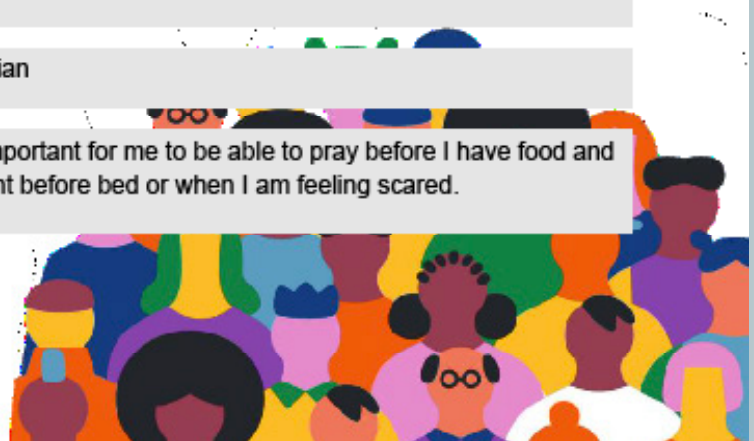 ian
portant for me to be able to pray before I have food and
before bed or when I am feeling scared.